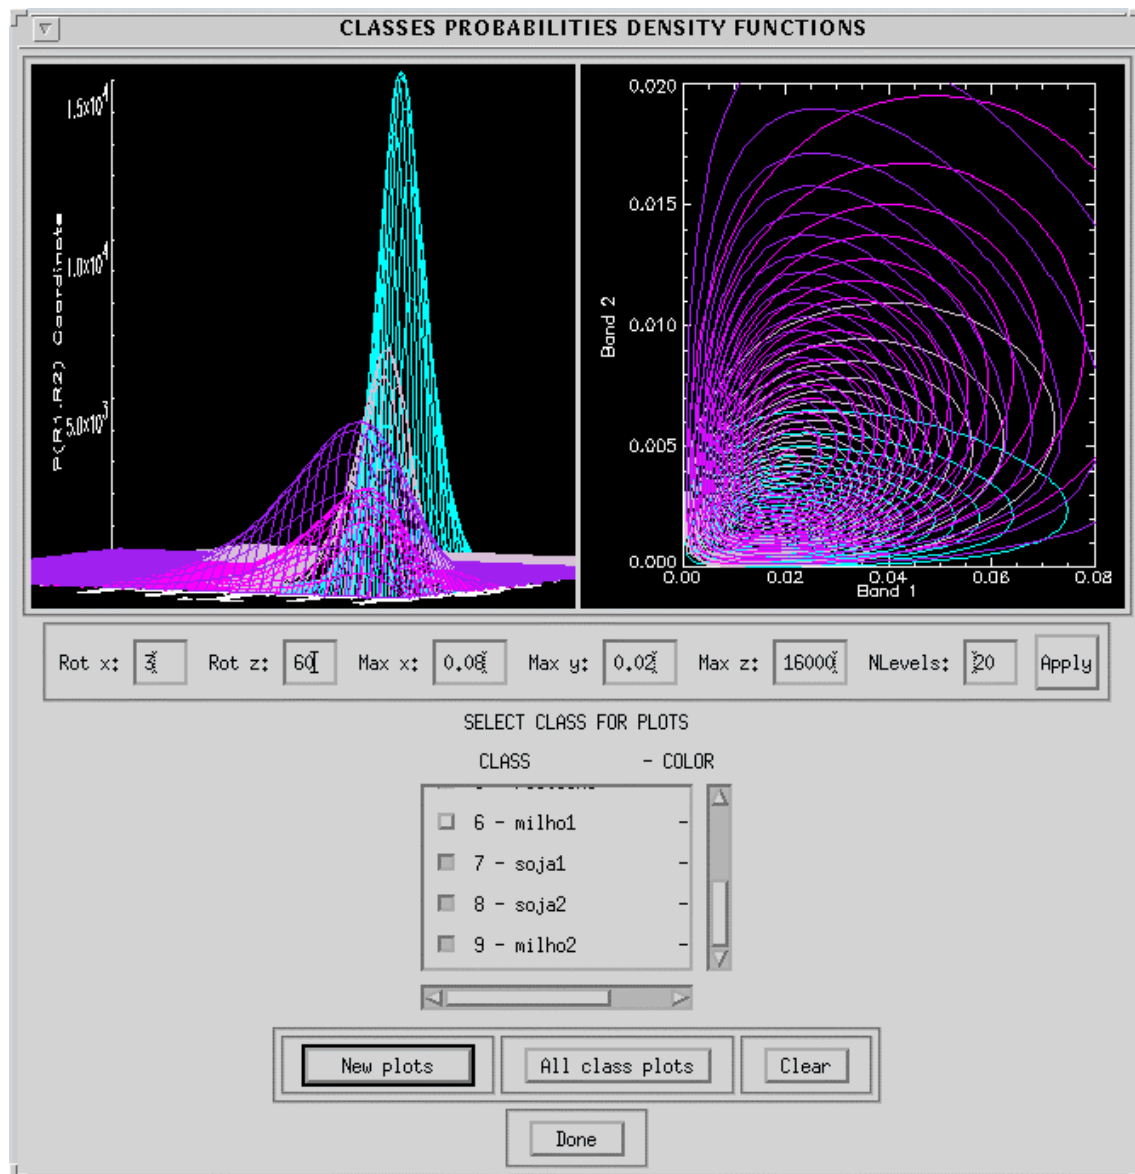 CLASSES PROBABILITIES DENSITY FUNCTIONS
1.5x10^4
1.0x10^4
5.0x10^3
P(R1,R2) Coordinate
0.020
0.015
0.010
0.005
0.000
Band 2
0.00 0.02 0.04 0.06 0.08
Band 1
Rot x: 3 Rot z: 60 Max x: 0.08 Max y: 0.02 Max z: 16000 NLevels: 20 Apply
SELECT CLASS FOR PLOTS
CLASS - COLOR
6 - milho1 -
7 - soja1 -
8 - soja2 -
9 - milho2 -
New plots All class plots Clear
Done